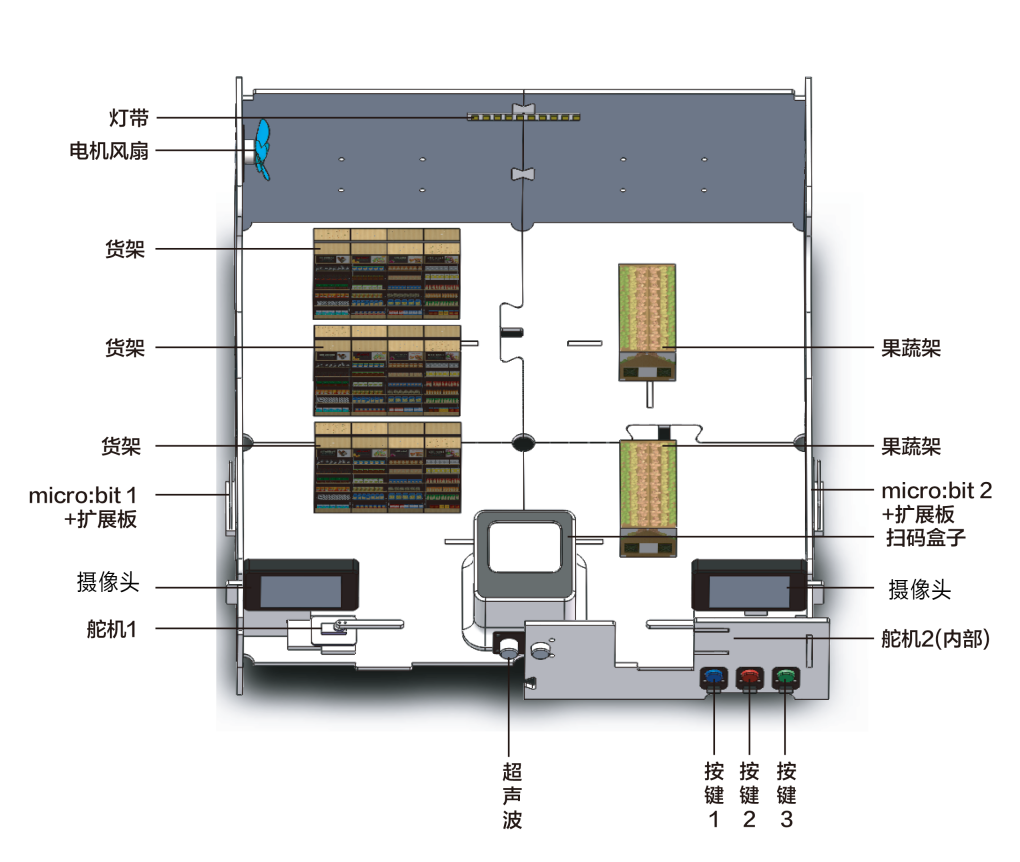 灯带
电机风扇
货架
货架
果蔬架
货架
果蔬架
micro:bit 1
+扩展板
micro:bit 2
+扩展板
扫码盒子
摄像头
摄像头
舵机1
舵机2(内部)
超声波
按键1
按键2
按键3